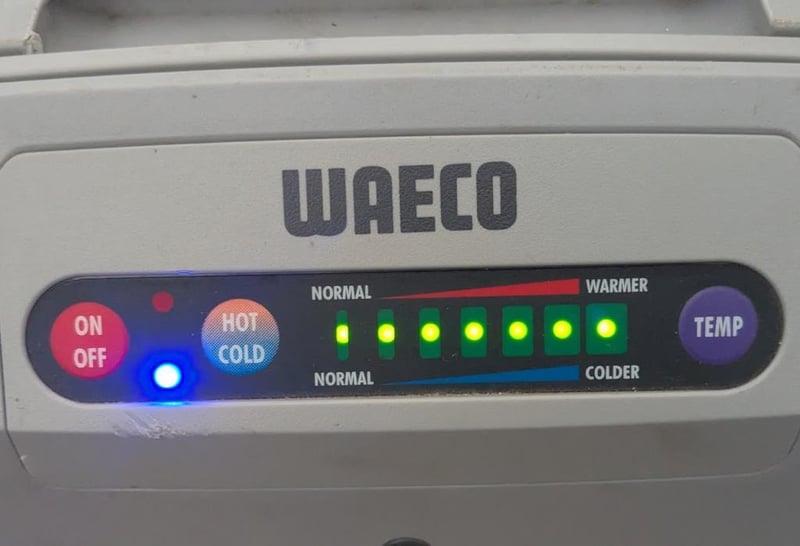 WAECO
ON
OFF
HOT
COLD
NORMAL
WARMER
NORMAL
COLDER
TEMP